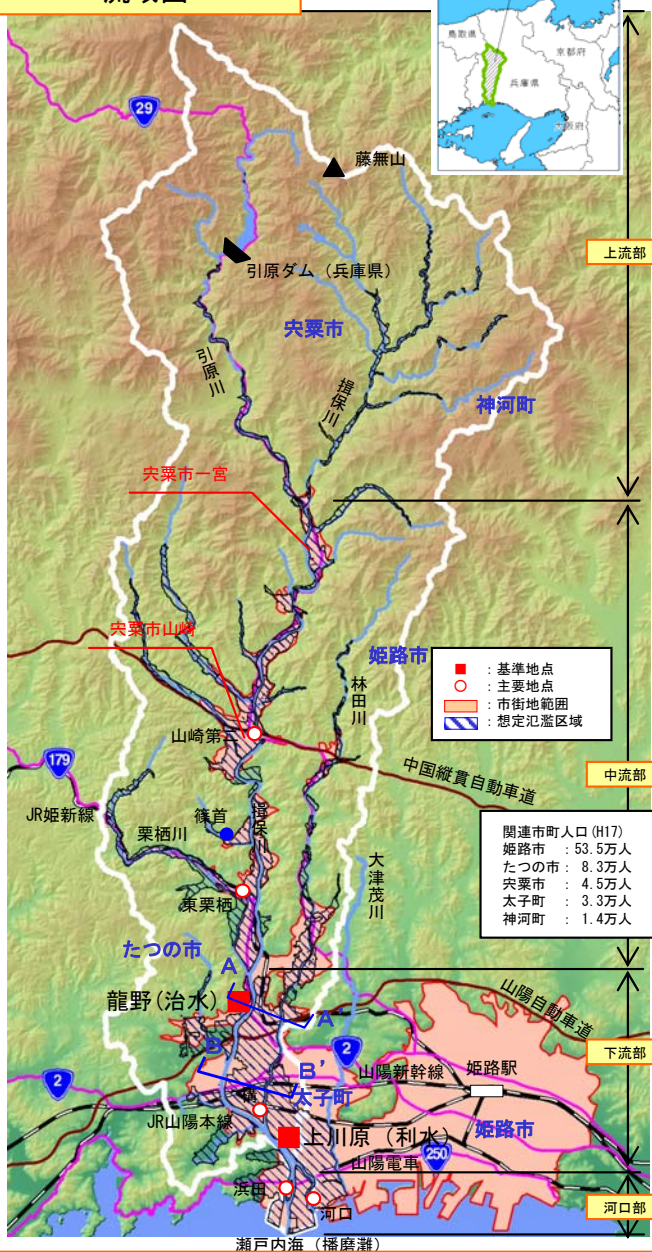 鳥取県
京都府
兵庫県
29
藤無山
上流部
引原ダム（兵庫県）
宍粟市
引原川
揖保川
神河町
宍粟市一宮
宍粟市山崎
姫路市
■ ：基準地点
○ ：主要地点
：市街地範囲
：想定氾濫区域
林田川
山崎第二
中国縦貫自動車道
179
中流部
JR姫新線
栗栖川
篠首
揖保川
関連市町人口(H17)
姫路市 ：53.5万人
たつの市： 8.3万人
宍粟市 ： 4.5万人
太子町 ： 3.3万人
神河町 ： 1.4万人
大津茂川
東栗栖
たつの市
A
龍野(治水)
A'
山陽自動車道
B
2
下流部
2
B'
山陽新幹線
姫路駅
太子町
JR山陽本線
上川原（利水）
姫路市
山陽電車
250
浜田
河口
河口部
瀬戸内海（播磨灘）